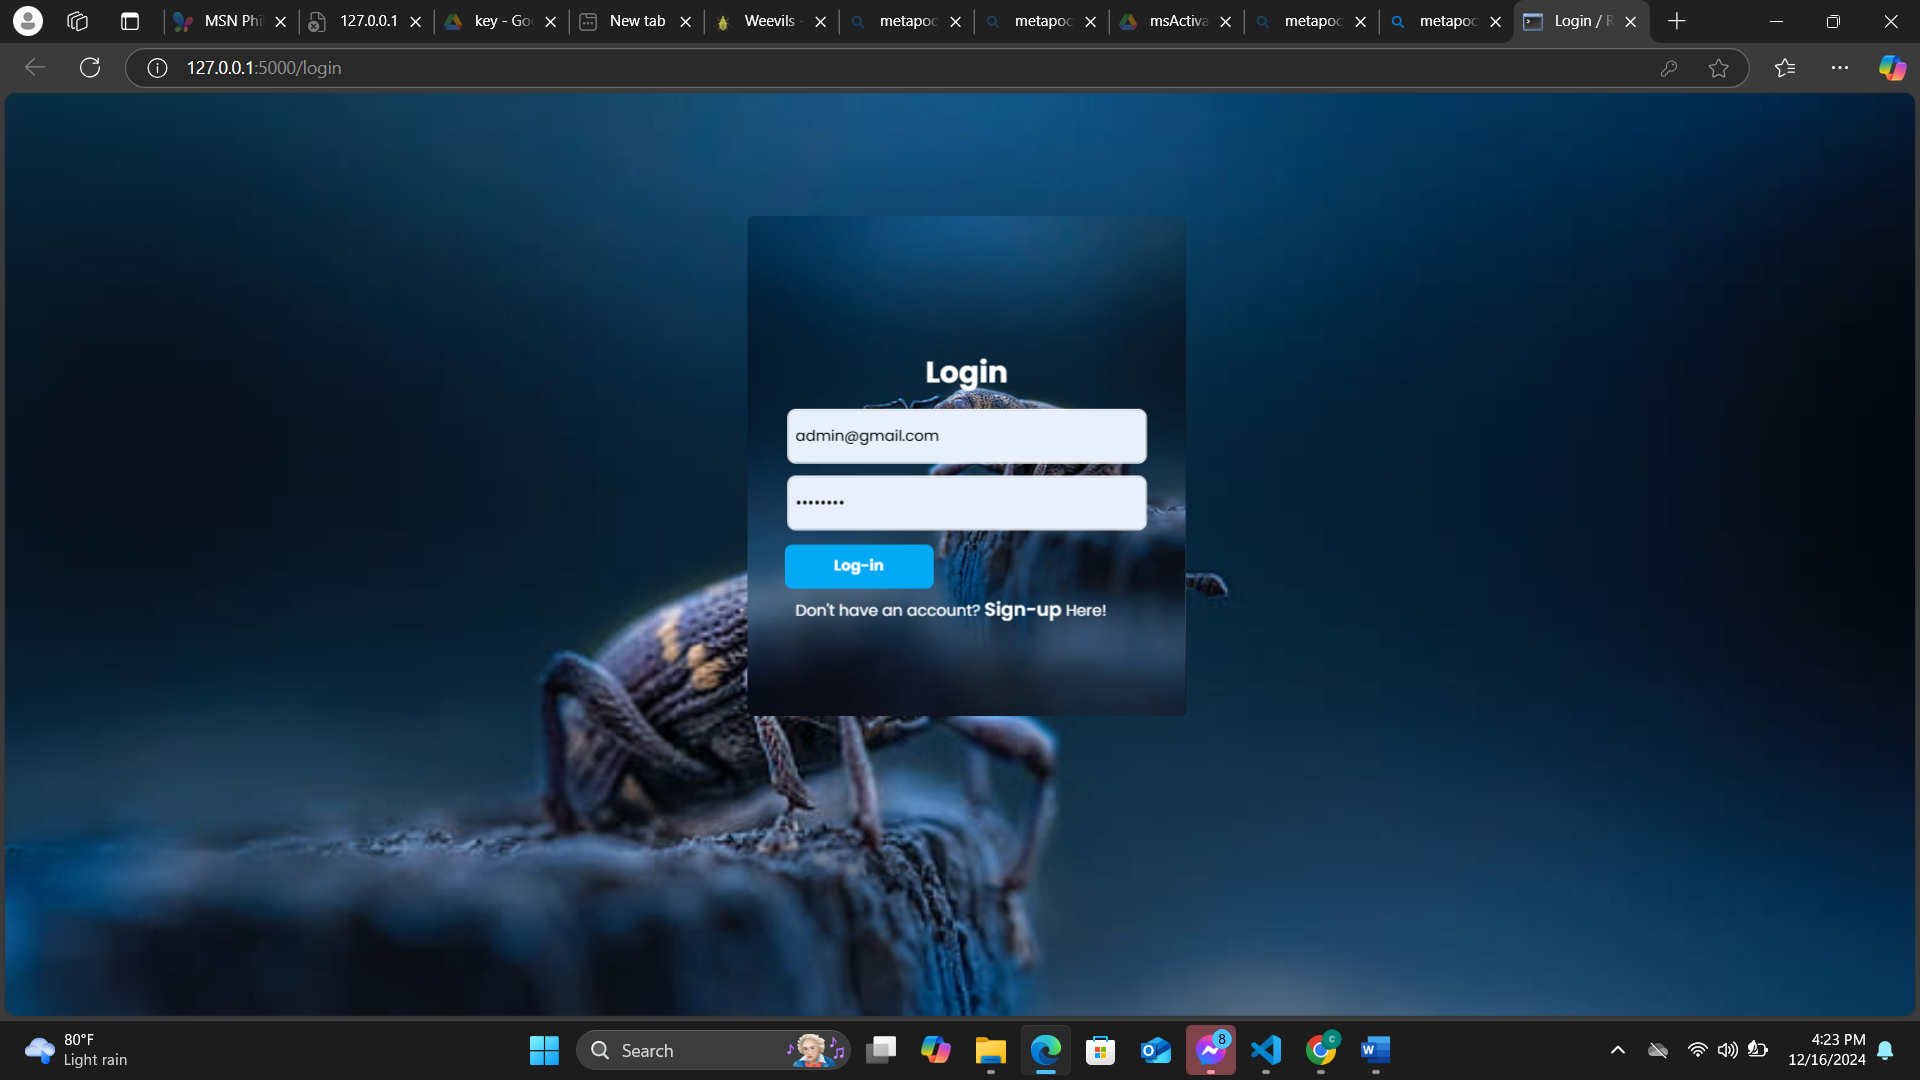 MSN Phi
127.0.0.1
key - Goo
New tab
Weevils -
metapoc
metapoc
msActiva
metapoc
metapoc
Login / R
127.0.0.1:5000/login
Login
admin@gmail.com
Log-in
Don't have an account? Sign-up Here!
80°F
Light rain
Search
8
4:23 PM
12/16/2024